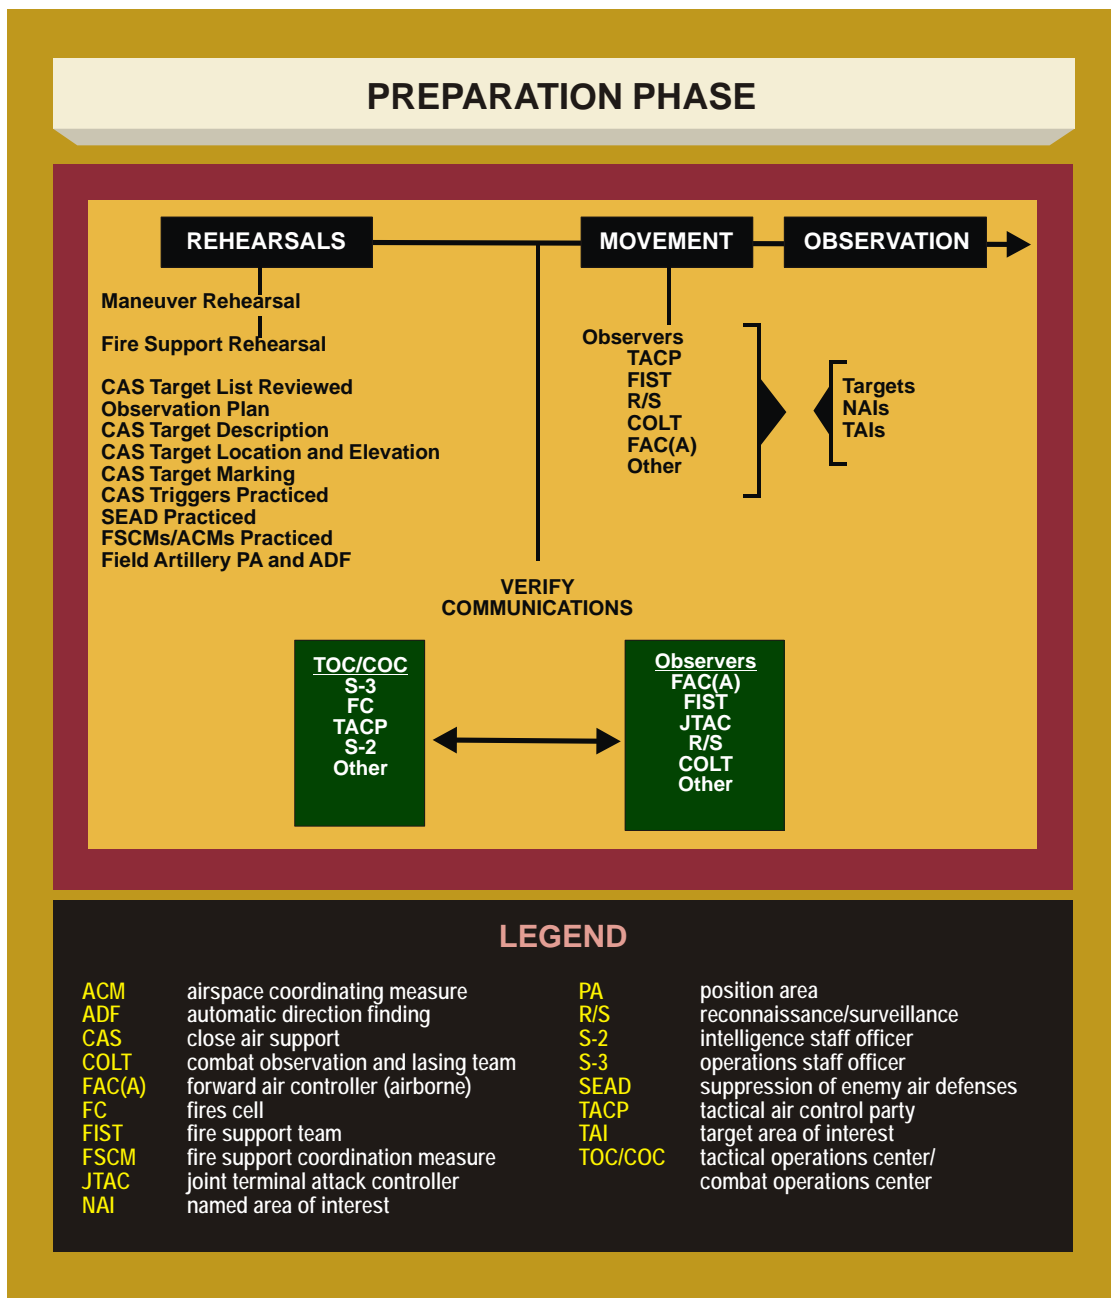 PREPARATION PHASE
REHEARSALS
MOVEMENT
OBSERVATION
Maneuver Rehearsal
Fire Support Rehearsal
CAS Target List Reviewed
Observation Plan
CAS Target Description
CAS Target Location and Elevation
CAS Target Marking
CAS Triggers Practiced
SEAD Practiced
FSCMs/ACMs Practiced
Field Artillery PA and ADF
Observers
TACP
FIST
R/S
COLT
FAC(A)
Other
Targets
NAIs
TAIs
VERIFY
COMMUNICATIONS
TOC/COC
S-3
FC
TACP
S-2
Other
Observers
FAC(A)
FIST
JTAC
R/S
COLT
Other
LEGEND
ACM airspace coordinating measure
ADF automatic direction finding
CAS close air support
COLT combat observation and lasing team
FAC(A) forward air controller (airborne)
FC fires cell
FIST fire support team
FSCM fire support coordination measure
JTAC joint terminal attack controller
NAI named area of interest
PA position area
R/S reconnaissance/surveillance
S-2 intelligence staff officer
S-3 operations staff officer
SEAD suppression of enemy air defenses
TACP tactical air control party
TAI target area of interest
TOC/COC tactical operations center/
combat operations center